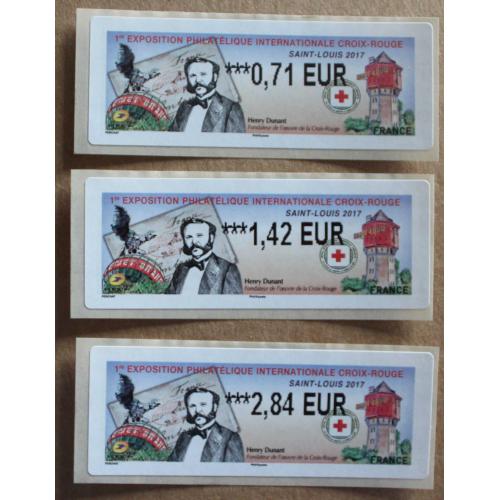 1re EXPOSITION PHILATÉLIQUE INTERNATIONALE CROIX-ROUGE
SAINT-LOUIS 2017
***0,71 EUR
Henry Dunant
Fondateur de l'œuvre de la Croix-Rouge
FRANCE
1re EXPOSITION PHILATÉLIQUE INTERNATIONALE CROIX-ROUGE
SAINT-LOUIS 2017
***1,42 EUR
Henry Dunant
Fondateur de l'œuvre de la Croix-Rouge
FRANCE
1re EXPOSITION PHILATÉLIQUE INTERNATIONALE CROIX-ROUGE
SAINT-LOUIS 2017
***2,84 EUR
Henry Dunant
Fondateur de l'œuvre de la Croix-Rouge
FRANCE